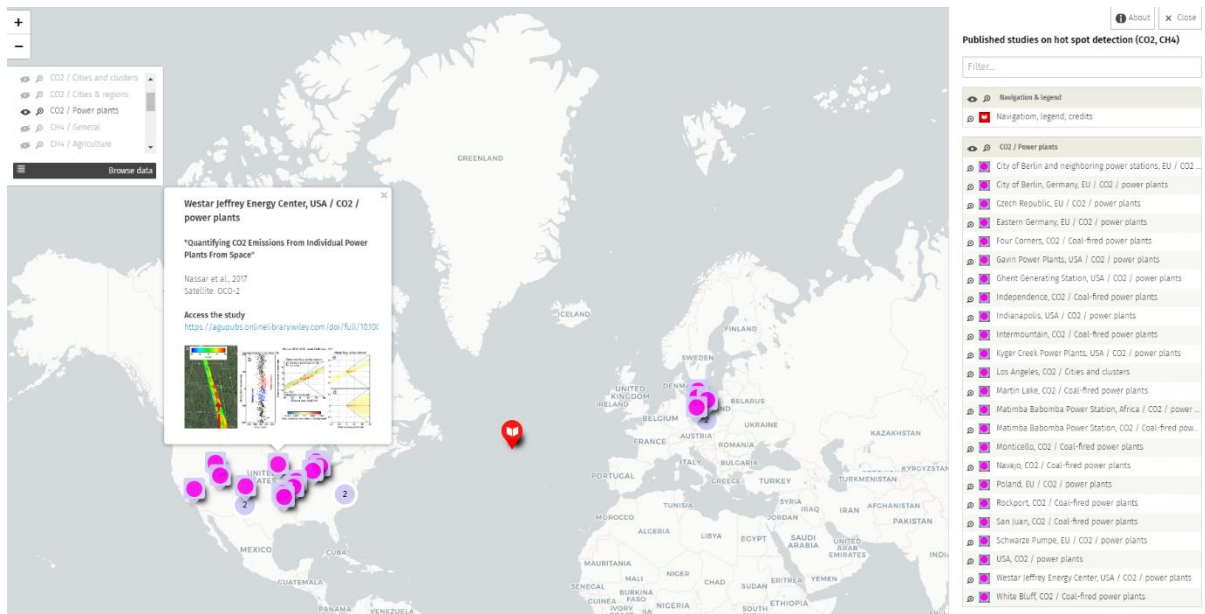 +
−
CO2 / Cities and clusters
CO2 / Cities & regions
CO2 / Power plants
CH4 / General
CH4 / Agriculture
Browse data
Westar Jeffrey Energy Center, USA / CO2 /
power plants
"Quantifying CO2 Emissions From Individual Power
Plants From Space"
Nassar et al., 2017
Satellite: OCO-2
Access the study
https://agupubs.onlinelibrary.wiley.com/doi/full/10.10
GREENLAND
ICELAND
FINLAND
SWEDEN
UNITED
KINGDOM
DENM
IRELAND
BELARUS
ND
BELGIUM
2
UKRAINE
FRANCE
AUSTRIA
ROMANIA
KAZAKHSTAN
ITALY
BULGARIA
KYRGYZSTAN
PORTUGAL
GREECE
TURKEY
TURKMENISTAN
UNITE
STATES
2
2
TUNISIA
SYRIA
IRAQ
IRAN
AFGHANISTAN
MOROCCO
JORDAN
PAKISTAN
ALGERIA
LIBYA
EGYPT
SAUDI
ARABIA
UNITED
ARAB
EMIRATES
MEXICO
CUBA
INDIA
MAURITANIA
GUATEMALA
MALI
NIGER
CHAD
SUDAN
ERITREA
YEMEN
SENEGAL
BURKINA
FASO
GUINEA
IVORY
NIGERIA
SOUTH
ETHIOPIA
PANAMA
VENEZUELA
About
× Close
Published studies on hot spot detection (CO2, CH4)
Filter...
Navigation & legend
Navigatiom, legend, credits
CO2 / Power plants
City of Berlin and neighboring power stations, EU / CO2 ...
City of Berlin, Germany, EU / CO2 / power plants
Czech Republic, EU / CO2 / power plants
Eastern Germany, EU / CO2 / power plants
Four Corners, CO2 / Coal-fired power plants
Gavin Power Plants, USA / CO2 / power plants
Ghent Generating Station, USA / CO2 / power plants
Independence, CO2 / Coal-fired power plants
Indianapolis, USA / CO2 / power plants
Intermountain, CO2 / Coal-fired power plants
Kyger Creek Power Plants, USA / CO2 / power plants
Los Angeles, CO2 / Cities and clusters
Martin Lake, CO2 / Coal-fired power plants
Matimba Babomba Power Station, Africa / CO2 / power ...
Matimba Babomba Power Station, CO2 / Coal-fired pow...
Monticello, CO2 / Coal-fired power plants
Navajo, CO2 / Coal-fired power plants
Poland, EU / CO2 / power plants
Rockport, CO2 / Coal-fired power plants
San Juan, CO2 / Coal-fired power plants
Schwarze Pumpe, EU / CO2 / power plants
USA, CO2 / power plants
Westar Jeffrey Energy Center, USA / CO2 / power plants
White Bluff, CO2 / Coal-fired power plants